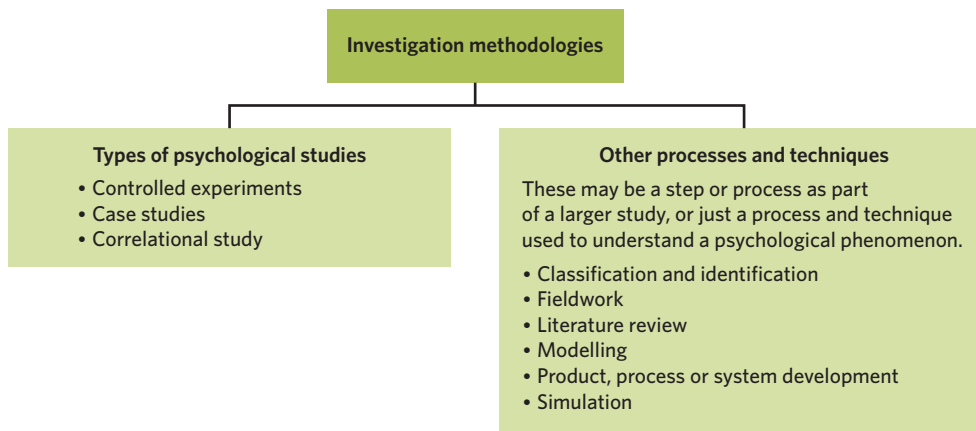 Investigation methodologies
Types of psychological studies
• Controlled experiments
• Case studies
• Correlational study
Other processes and techniques
These may be a step or process as part
of a larger study, or just a process and technique
used to understand a psychological phenomenon.
• Classification and identification
• Fieldwork
• Literature review
• Modelling
• Product, process or system development
• Simulation